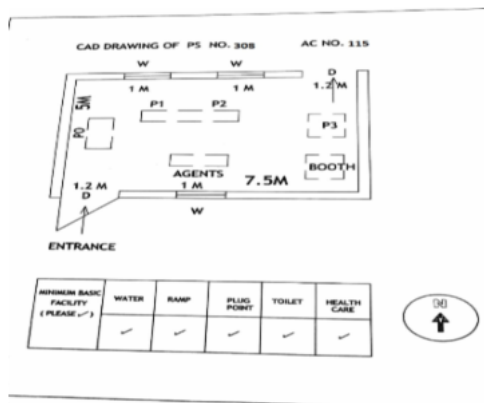 CAD DRAWING OF PS NO. 308 AC NO. 115
W W D
1 M 1 M 1.2 M
5M P1 P2
PO P3
AGENTS BOOTH
1.2 M 1 M 7.5M
D
W
ENTRANCE
MINIMUM BASIC FACILITY ( PLEASE ✓ ) WATER RAMP PLUG POINT TOILET HEALTH CARE
✓ ✓ ✓ ✓ ✓
N